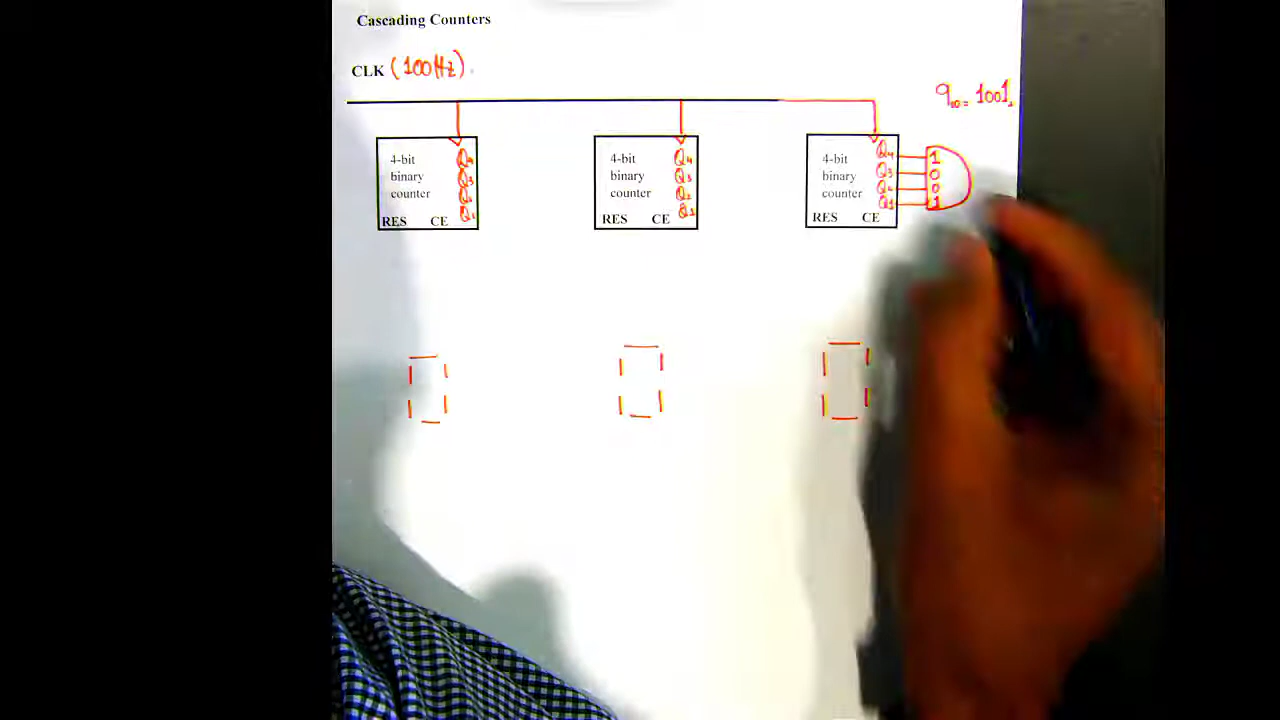 Cascading Counters
CLK (100Hz)
9₁₀ = 1001₂
4-bit binary counter
Q4
Q3
Q2
Q1
RES CE
4-bit binary counter
Q4
Q3
Q2
Q1
RES CE
4-bit binary counter
Q4
Q3
Q2
Q1
RES CE
1
0
0
1